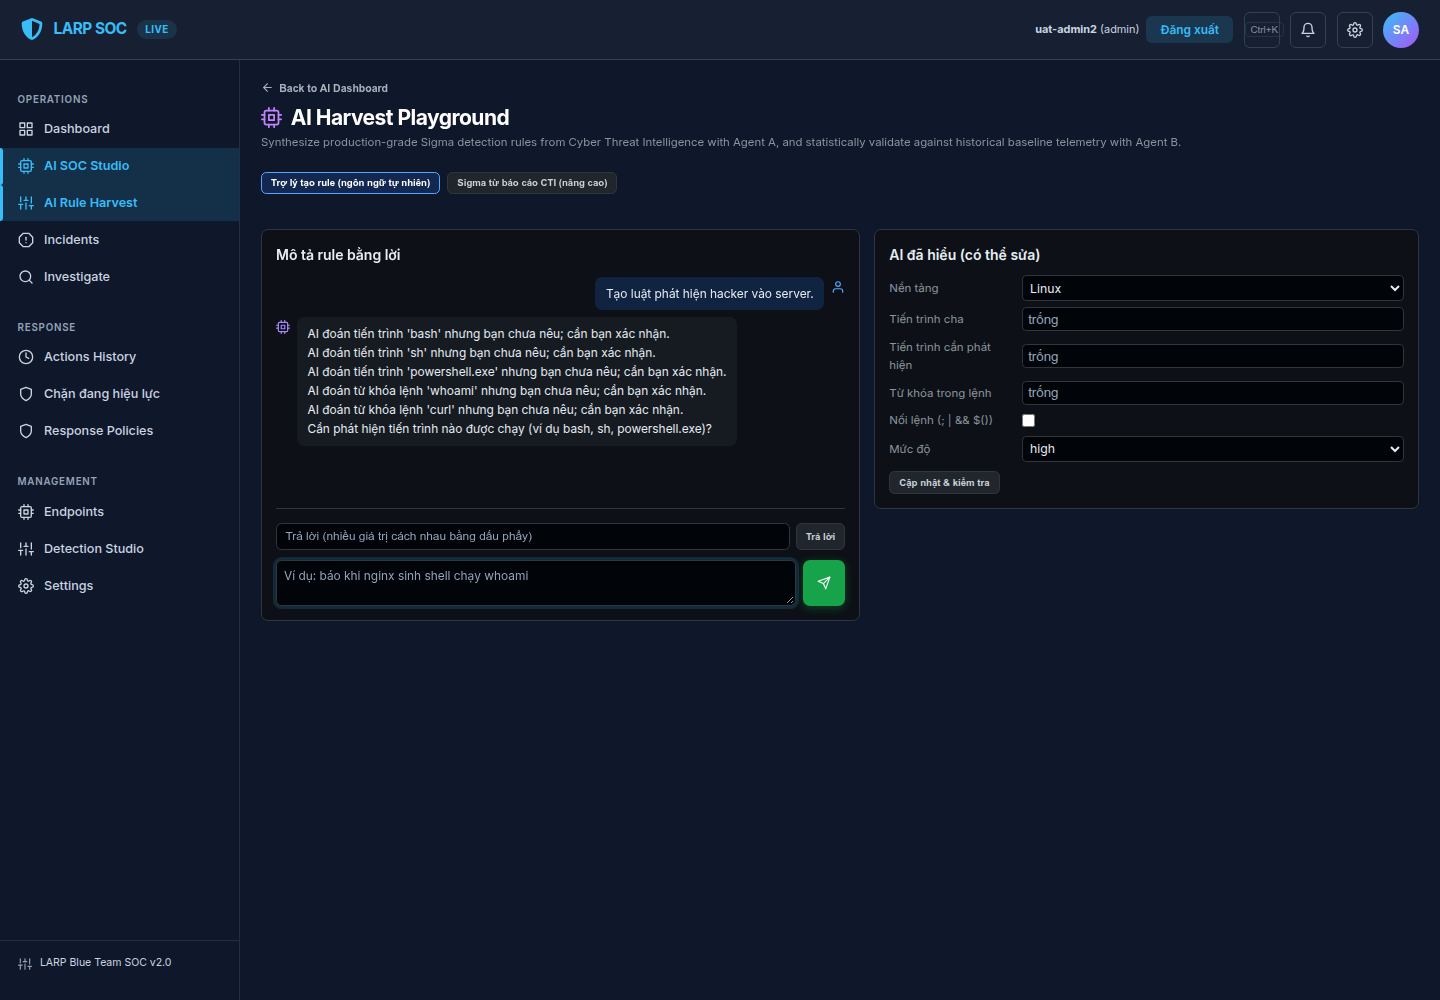 LARP SOC
LIVE
uat-admin2 (admin)
Đăng xuất
Ctrl+K
SA
OPERATIONS
Dashboard
AI SOC Studio
AI Rule Harvest
Incidents
Investigate
RESPONSE
Actions History
Chặn đang hiệu lực
Response Policies
MANAGEMENT
Endpoints
Detection Studio
Settings
LARP Blue Team SOC v2.0
Back to AI Dashboard
AI Harvest Playground
Synthesize production-grade Sigma detection rules from Cyber Threat Intelligence with Agent A, and statistically validate against historical baseline telemetry with Agent B.
Trợ lý tạo rule (ngôn ngữ tự nhiên)
Sigma từ báo cáo CTI (nâng cao)
Mô tả rule bằng lời
Tạo luật phát hiện hacker vào server.
AI đoán tiến trình 'bash' nhưng bạn chưa nêu; cần bạn xác nhận.
AI đoán tiến trình 'sh' nhưng bạn chưa nêu; cần bạn xác nhận.
AI đoán tiến trình 'powershell.exe' nhưng bạn chưa nêu; cần bạn xác nhận.
AI đoán từ khóa lệnh 'whoami' nhưng bạn chưa nêu; cần bạn xác nhận.
AI đoán từ khóa lệnh 'curl' nhưng bạn chưa nêu; cần bạn xác nhận.
Cần phát hiện tiến trình nào được chạy (ví dụ bash, sh, powershell.exe)?
Trả lời (nhiều giá trị cách nhau bằng dấu phẩy)
Trả lời
Ví dụ: báo khi nginx sinh shell chạy whoami
AI đã hiểu (có thể sửa)
Nền tảng
Linux
Tiến trình cha
trống
Tiến trình cần phát
hiện
trống
Từ khóa trong lệnh
trống
Nối lệnh (; | && $())
Mức độ
high
Cập nhật & kiểm tra